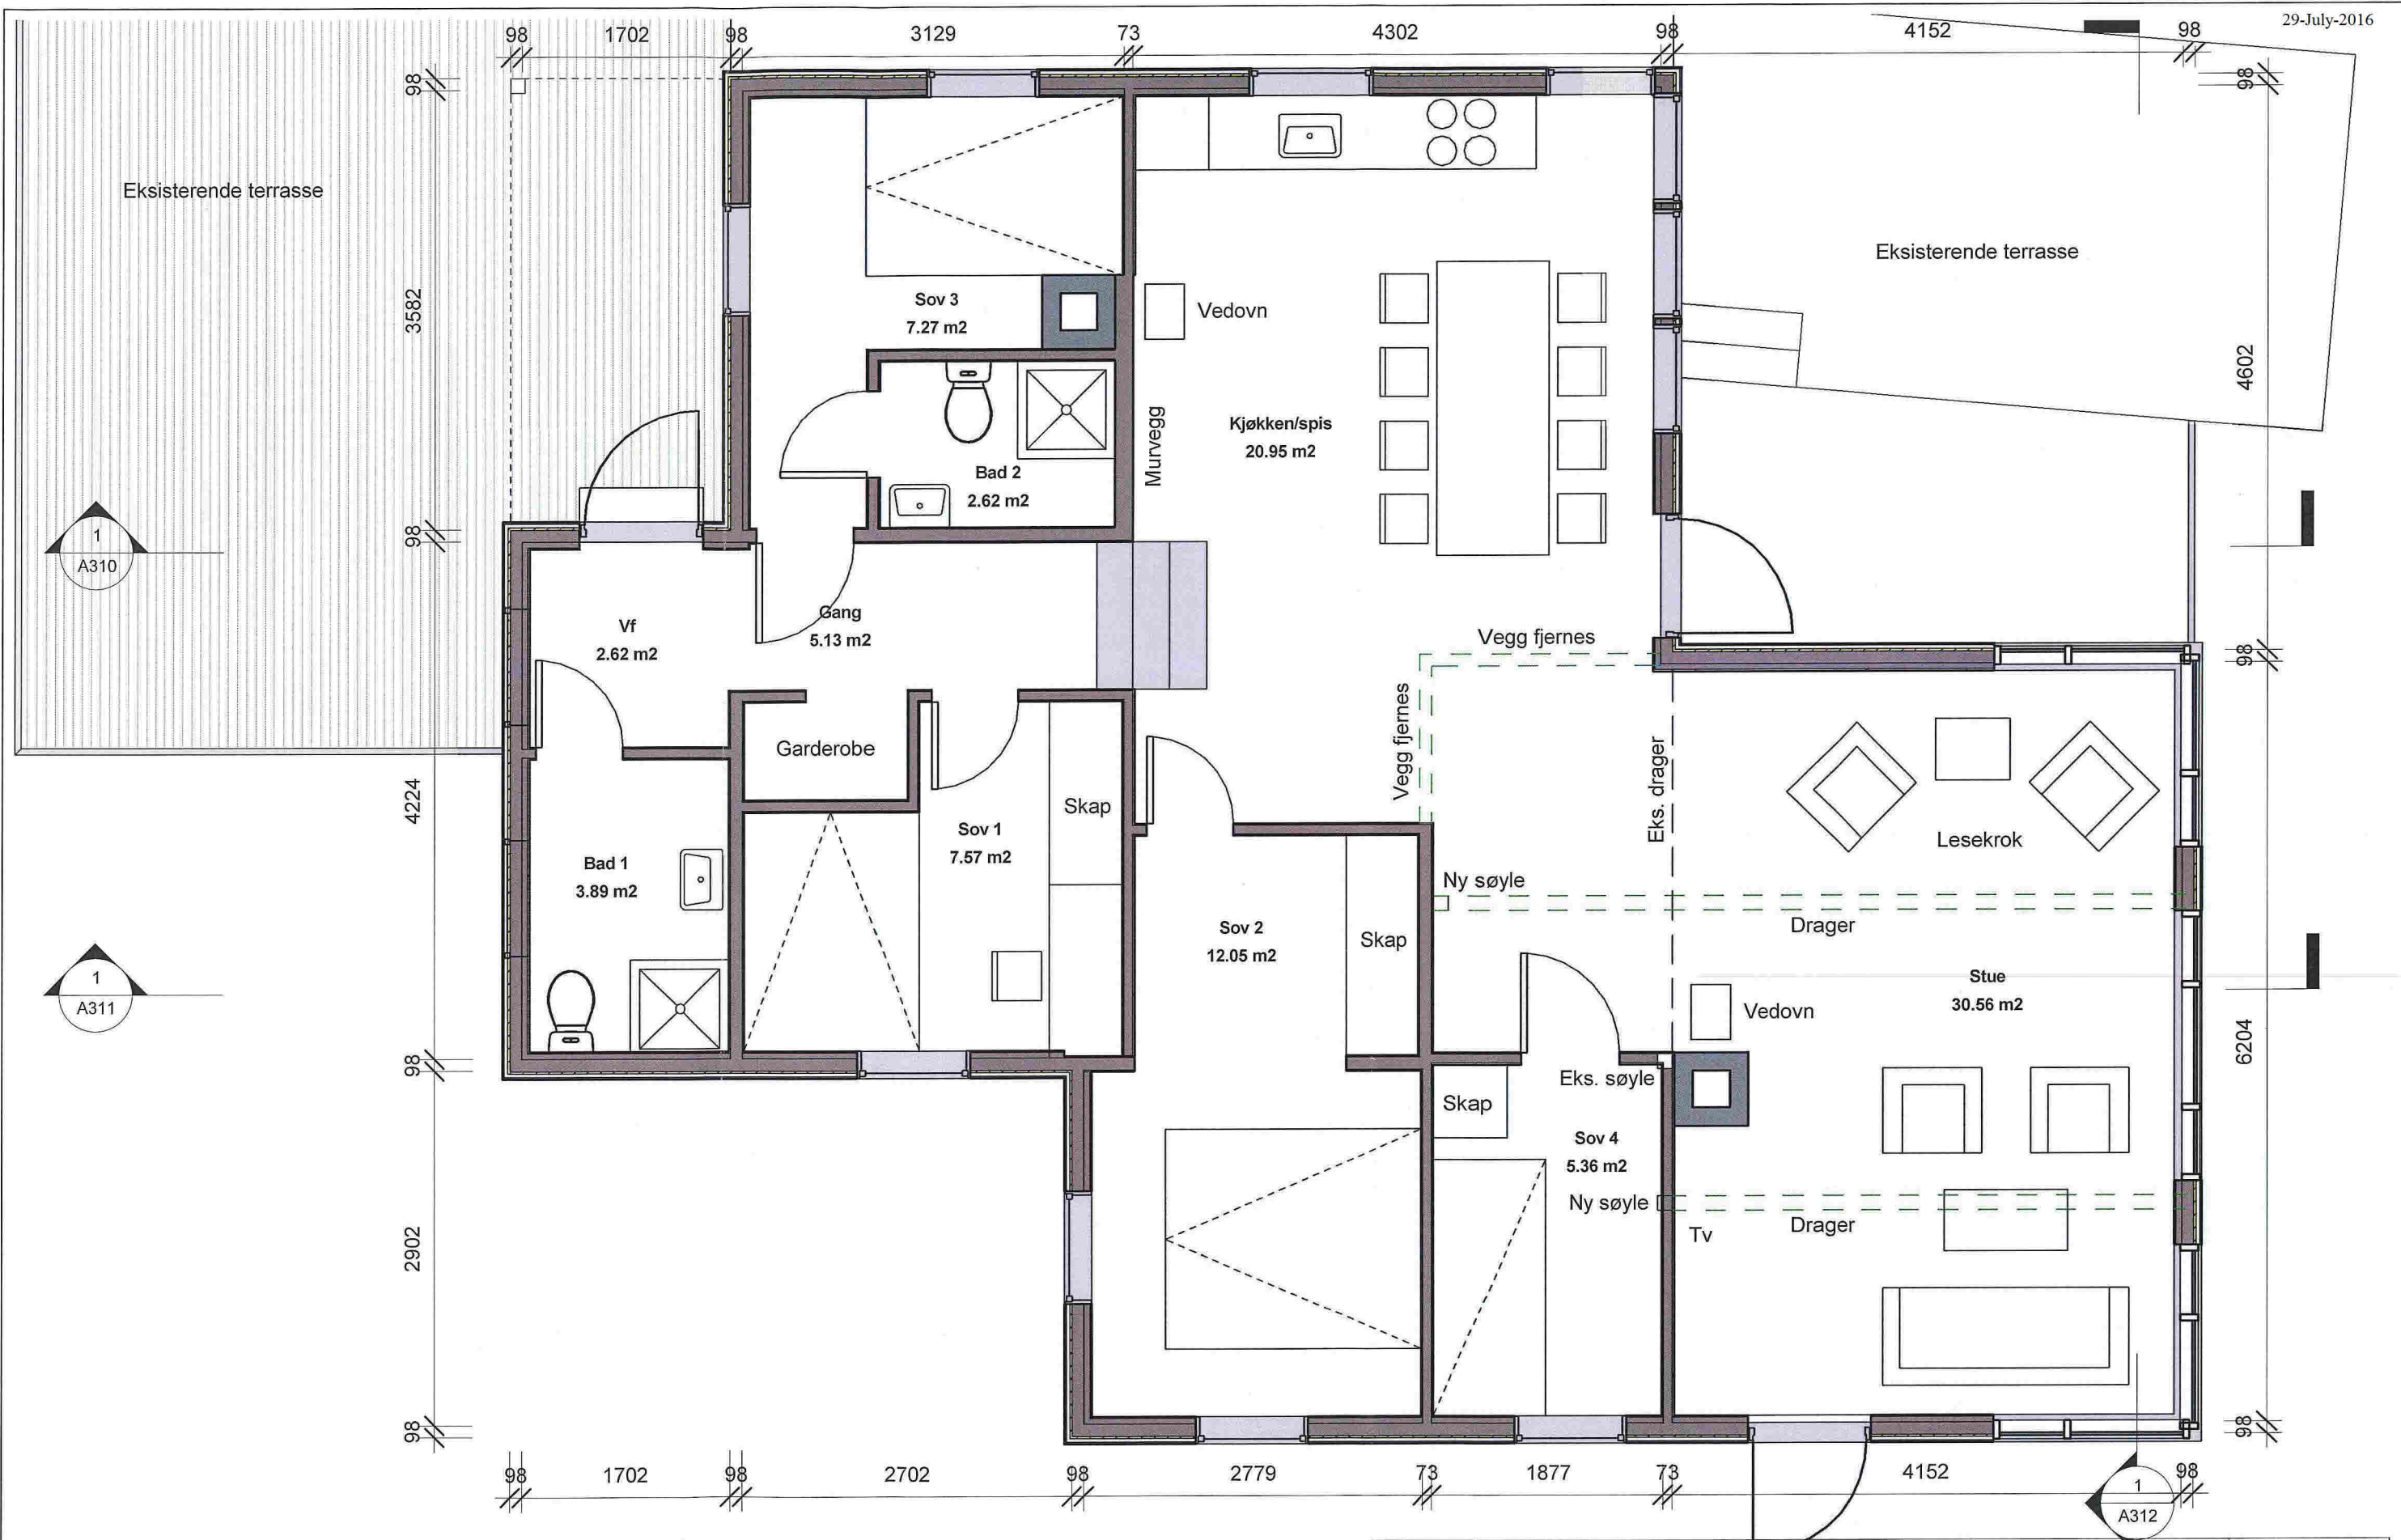 29-July-2016
98
1702
98
3129
73
4302
98
4152
98
98
98
Eksisterende terrasse
Eksisterende terrasse
3582
Sov 3
7.27 m2
Vedovn
4602
Murvegg
Kjøkken/spis
20.95 m2
Bad 2
2.62 m2
1
A310
98
Vf
2.62 m2
Gang
5.13 m2
Vegg fjernes
98
Vegg fjernes
Eks. drager
Garderobe
4224
Skap
Sov 1
7.57 m2
Lesekrok
Bad 1
3.89 m2
Ny søyle
Drager
Sov 2
12.05 m2
Skap
1
A311
Stue
30.56 m2
Vedovn
6204
98
Eks. søyle
Skap
Sov 4
5.36 m2
Ny søyle
Tv
Drager
2902
98
98
98
1702
98
2702
98
2779
73
1877
73
4152
98
1
A312